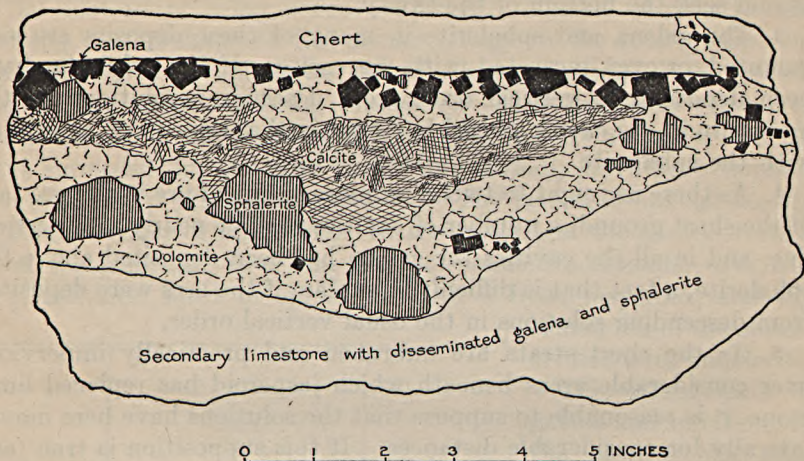 Chert
Galena
Calcite
Sphalerite
Dolomite
Secondary limestone with disseminated galena and sphalerite
0 1 2 3 4 5 INCHES